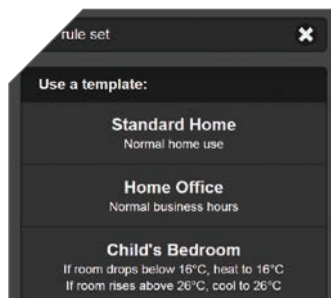 rule set
Use a template:
Standard Home
Normal home use
Home Office
Normal business hours
Child's Bedroom
If room drops below 16°C, heat to 16°C
If room rises above 26°C, cool to 26°C